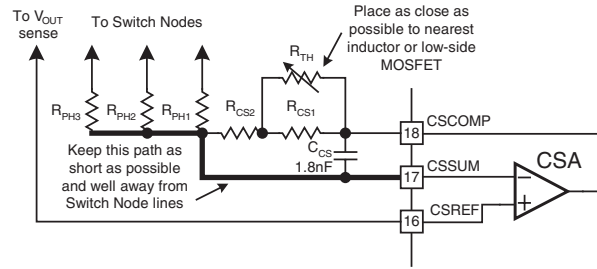 To VOUT
sense
To Switch Nodes
Place as close as
possible to nearest
inductor or low-side
MOSFET
RTH
RPH3
RPH2
RPH1
RCS2
RCS1
CCS
1.8nF
18
CSCOMP
17
CSSUM
16
CSREF
CSA
−
+
Keep this path as
short as possible
and well away from
Switch Node lines